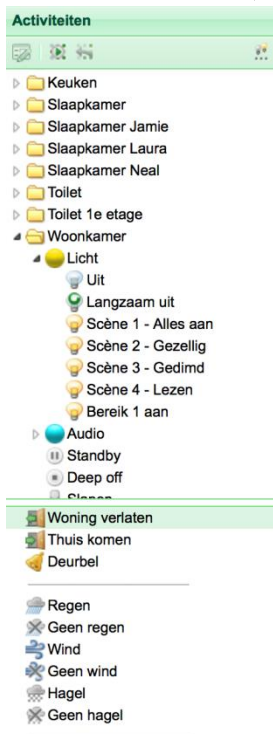 Activiteiten
Keuken
Slaapkamer
Slaapkamer Jamie
Slaapkamer Laura
Slaapkamer Neal
Toilet
Toilet 1e etage
Woonkamer
Licht
Uit
Langzaam uit
Scène 1 - Alles aan
Scène 2 - Gezellig
Scène 3 - Gedimd
Scène 4 - Lezen
Bereik 1 aan
Audio
Standby
Deep off
Slapen
Woning verlaten
Thuis komen
Deurbel
Regen
Geen regen
Wind
Geen wind
Hagel
Geen hagel